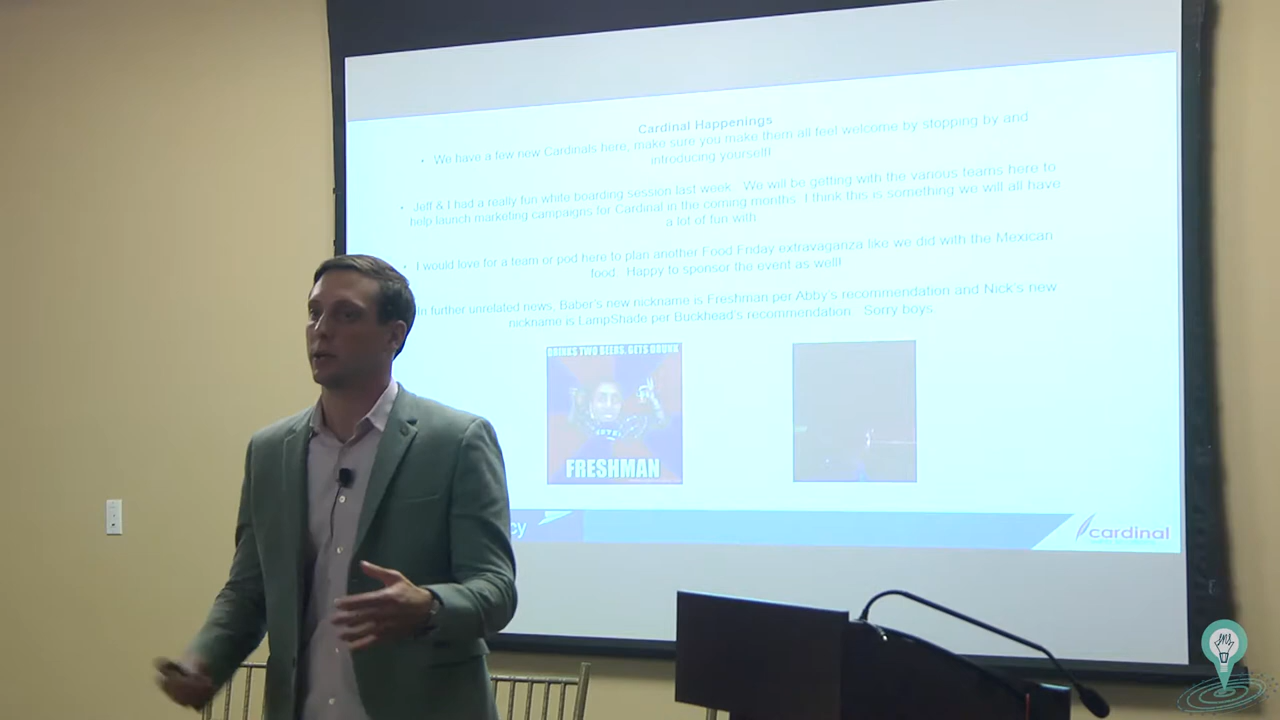 Cardinal Happenings
• We have a few new Cardinals here, make sure you make them all feel welcome by stopping by and
introducing yourself!
• Jeff & I had a really fun white boarding session last week. We will be getting with the various teams here to
help launch marketing campaigns for Cardinal in the coming months. I think this is something we will all have
a lot of fun with
• I would love for a team or pod here to plan another Food Friday extravaganza like we did with the Mexican
food. Happy to sponser the event as well!
in further unrelated news, Baber's new nickname is Freshman per Abby's recommendation and Nick's new
nickname is LampShade per Buckhead's recommendation. Sorry boys
DRINKS TWO BEERS, GETS DRUNK
FRESHMAN
cy
cardinal